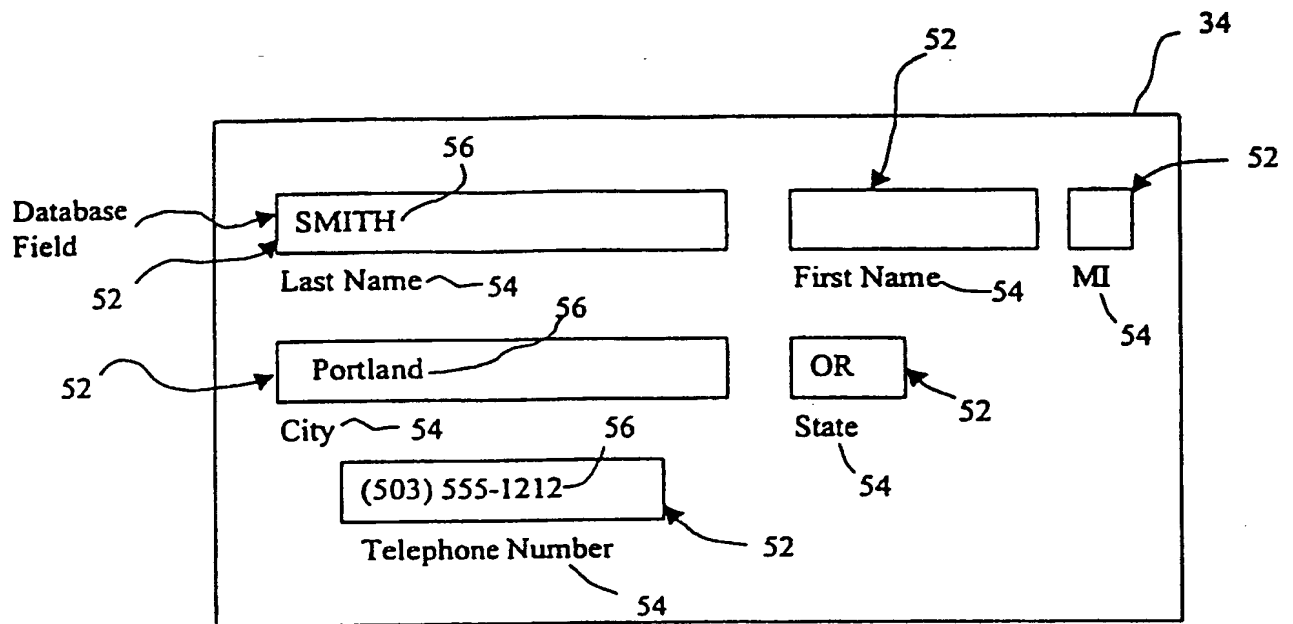 34
52
56
52
Database
Field
SMITH
52
Last Name 54
First Name 54
MI
54
56
52
Portland
OR
52
City 54
56
State
54
(503) 555-1212
52
Telephone Number
54